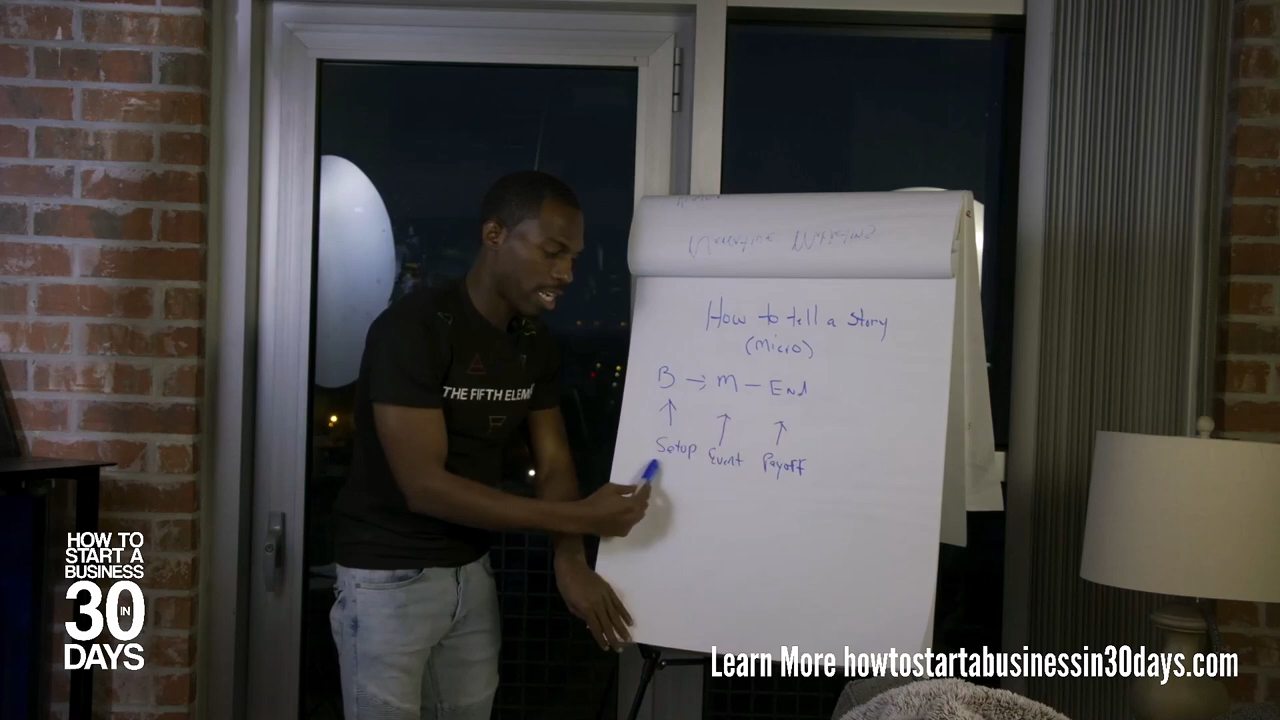 How to tell a Story
(Micro)
B → M — End
Setup Event Payoff
THE FIFTH ELEM
HOW TO
START A
BUSINESS
30 IN
DAYS
Learn More howtostartabusinessin30days.com